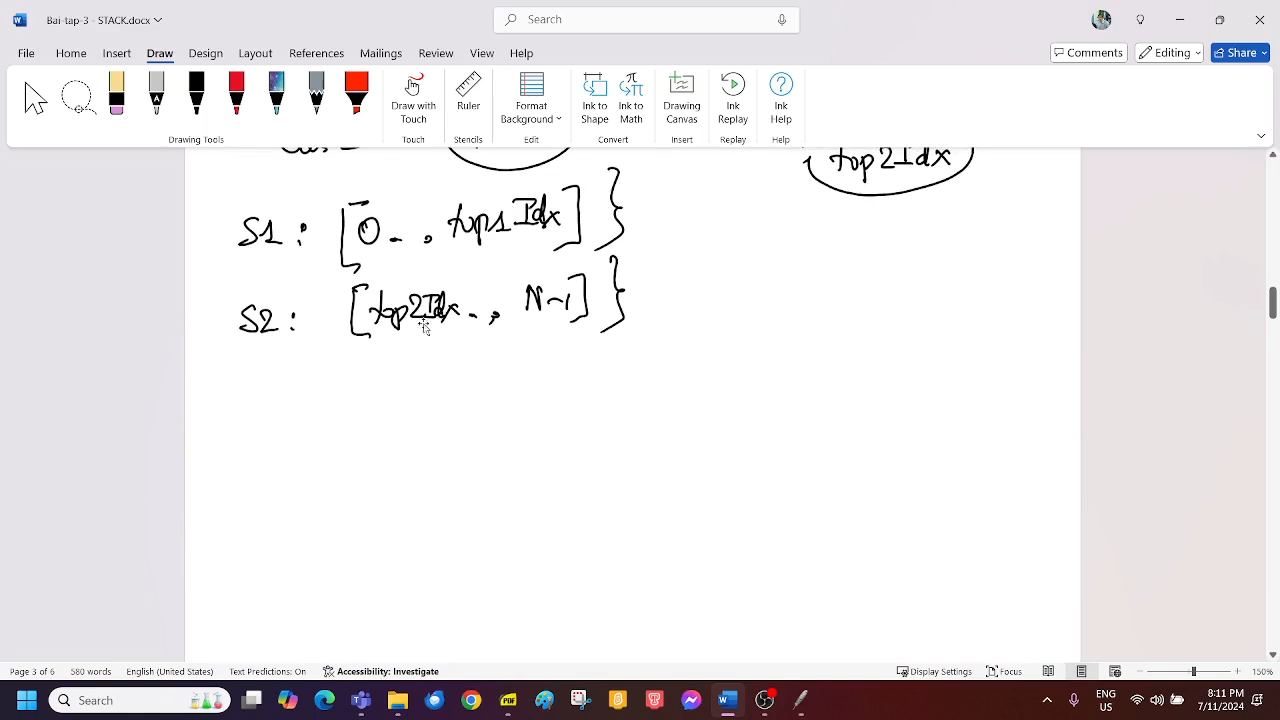 Bai-tap-3 - STACK.docx
Search
File Home Insert Draw Design Layout References Mailings Review View Help
Comments Editing Share
Draw with Touch
Ruler
Format Background
Ink to Shape
Ink to Math
Drawing Canvas
Ink Replay
Ink Help
Drawing Tools Touch Stencils Edit Convert Insert Replay Help
top2Idx
S1 : [0.. , top1Idx] }
S2 : [top2Idx.. , N-1] }
Page 3 of 6 580 words English (United States) Text Predictions: On Accessibility: Investigate Display Settings Focus 150%
Search ENG US 8:11 PM 7/11/2024